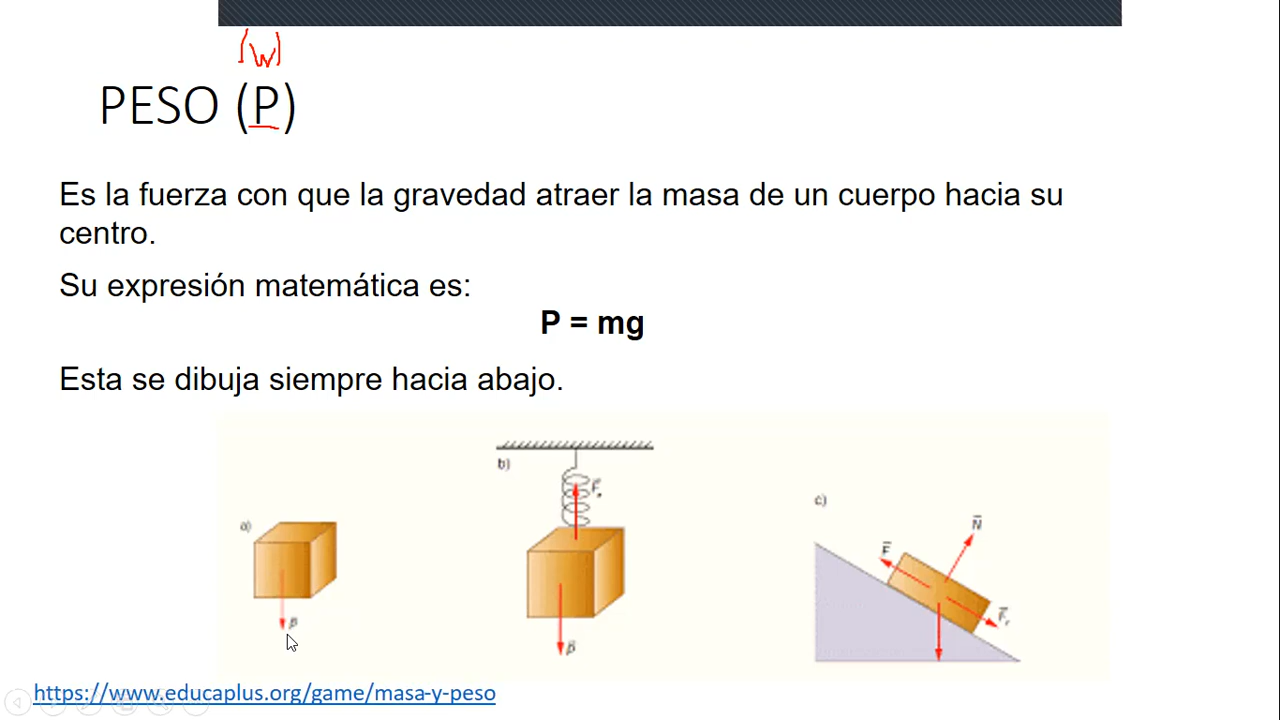 (W)
PESO (P)
Es la fuerza con que la gravedad atraer la masa de un cuerpo hacia su
centro.
Su expresión matemática es:
P = mg
Esta se dibuja siempre hacia abajo.
a)
P
b)
F
P
c)
N
F
F
https://www.educaplus.org/game/masa-y-peso